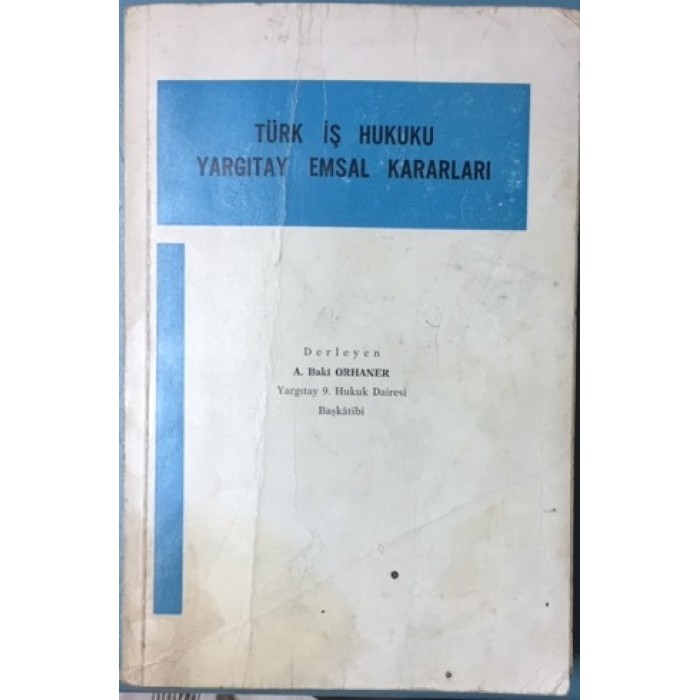 TÜRK İŞ HUKUKU
YARGITAY EMSAL KARARLARI
Derleyen
A. Baki ORHANER
Yargıtay 9. Hukuk Dairesi
Başkâtibi